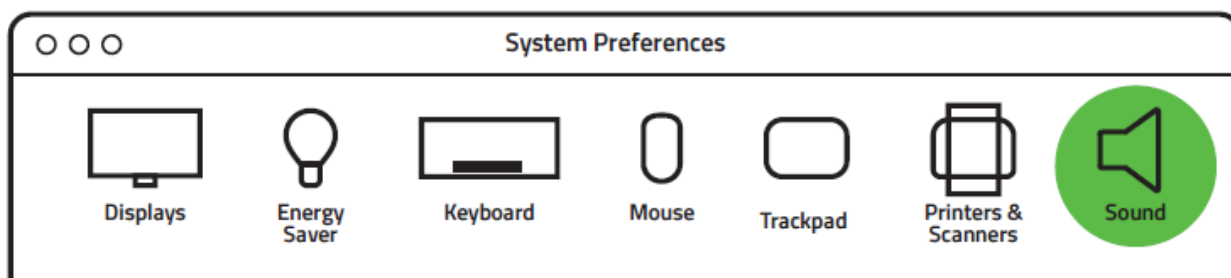 System Preferences
Displays
Energy
Saver
Keyboard
Mouse
Trackpad
Printers &
Scanners
Sound